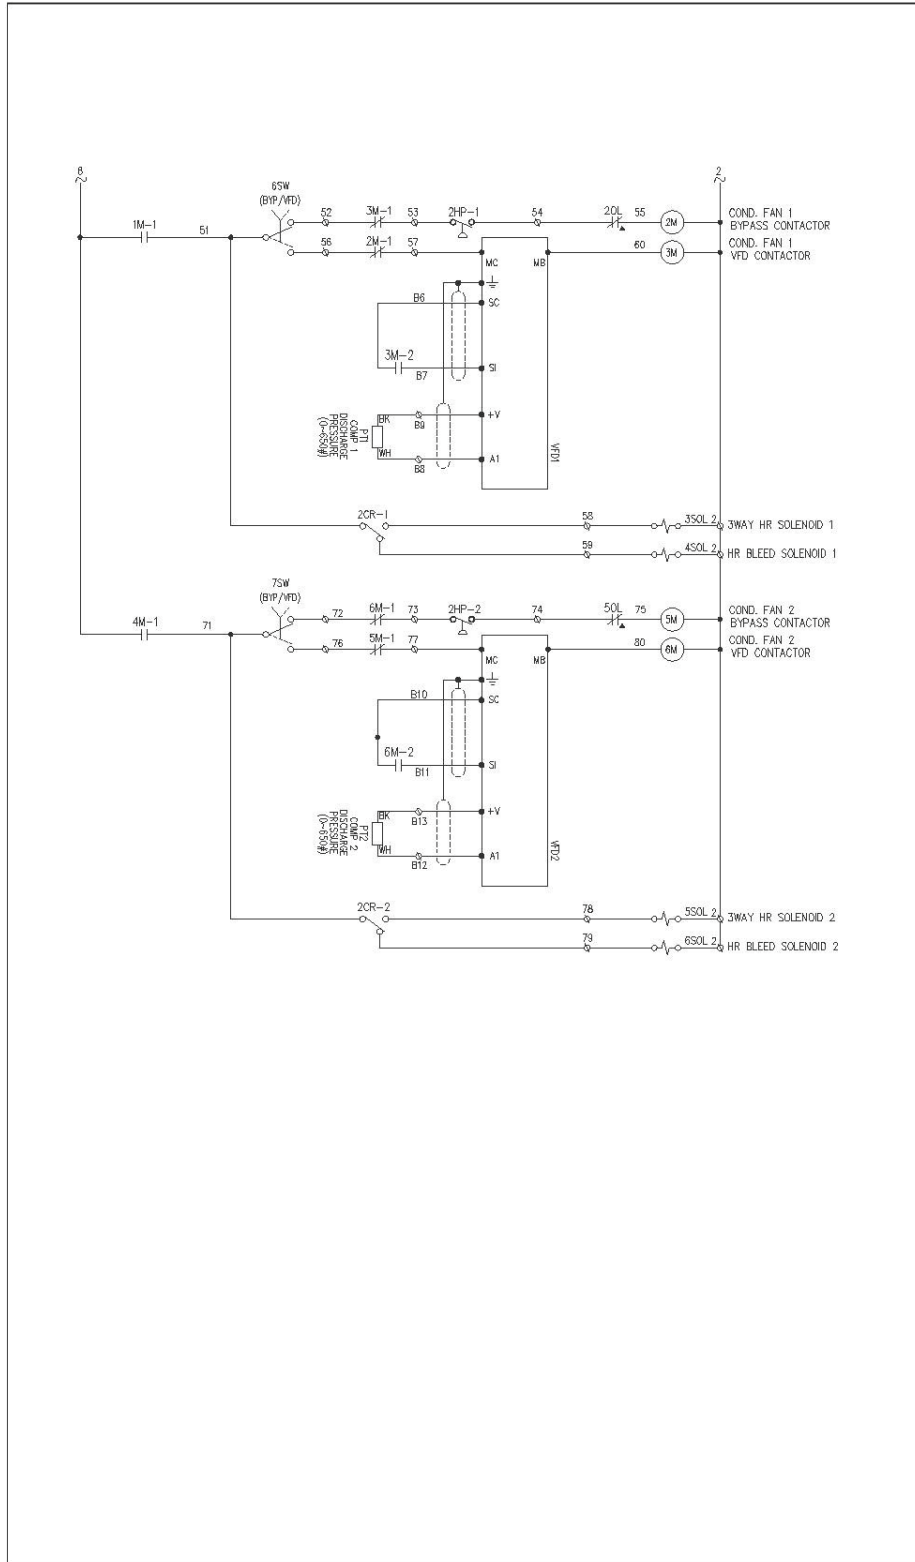 6
2
6SW
(BYP/VFD)
1M-1
51
52
3M-1
53
2HP-1
54
2OL
55
2M
COND. FAN 1
BYPASS CONTACTOR
56
2M-1
57
60
3M
COND. FAN 1
VFD CONTACTOR
MC
MB
B6
SC
3M-2
B7
SI
BK
B9
+V
PT1
COMP 1
DISCHARGE
PRESSURE
(0-650#)
WH
B8
A1
VFD1
2CR-1
58
3SOL 2
3WAY HR SOLENOID 1
59
4SOL 2
HR BLEED SOLENOID 1
7SW
(BYP/VFD)
4M-1
71
72
6M-1
73
2HP-2
74
5OL
75
5M
COND. FAN 2
BYPASS CONTACTOR
76
5M-1
77
80
6M
COND. FAN 2
VFD CONTACTOR
MC
MB
B10
SC
6M-2
B11
SI
BK
B13
+V
PT2
COMP 2
DISCHARGE
PRESSURE
(0-650#)
WH
B12
A1
VFD2
2CR-2
78
5SOL 2
3WAY HR SOLENOID 2
79
6SOL 2
HR BLEED SOLENOID 2